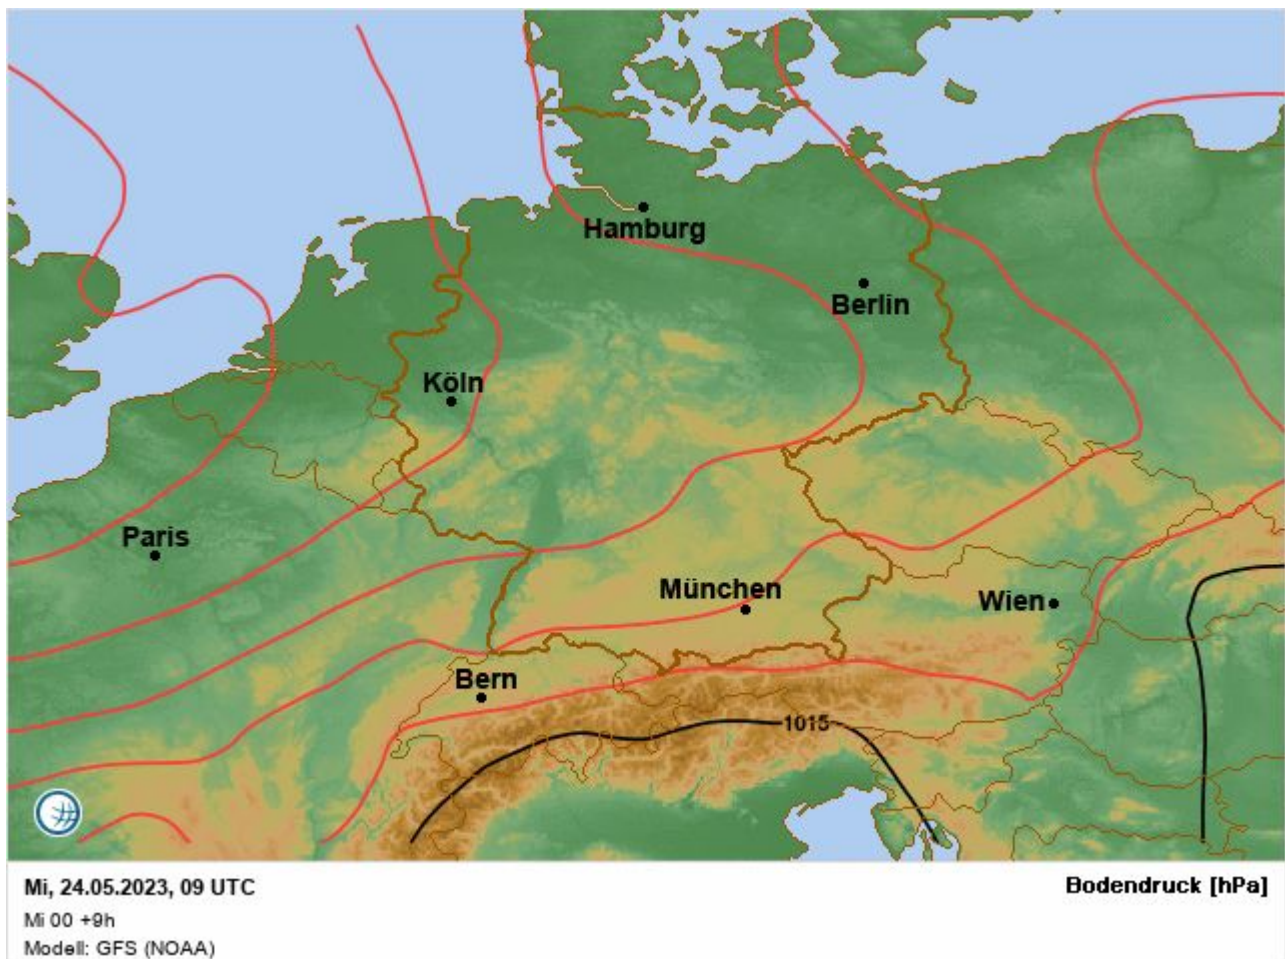 Hamburg
Berlin
Köln
Paris
München
Wien
Bern
1015
Mi, 24.05.2023, 09 UTC
Bodendruck [hPa]
Mi 00 +9h
Modell: GFS (NOAA)